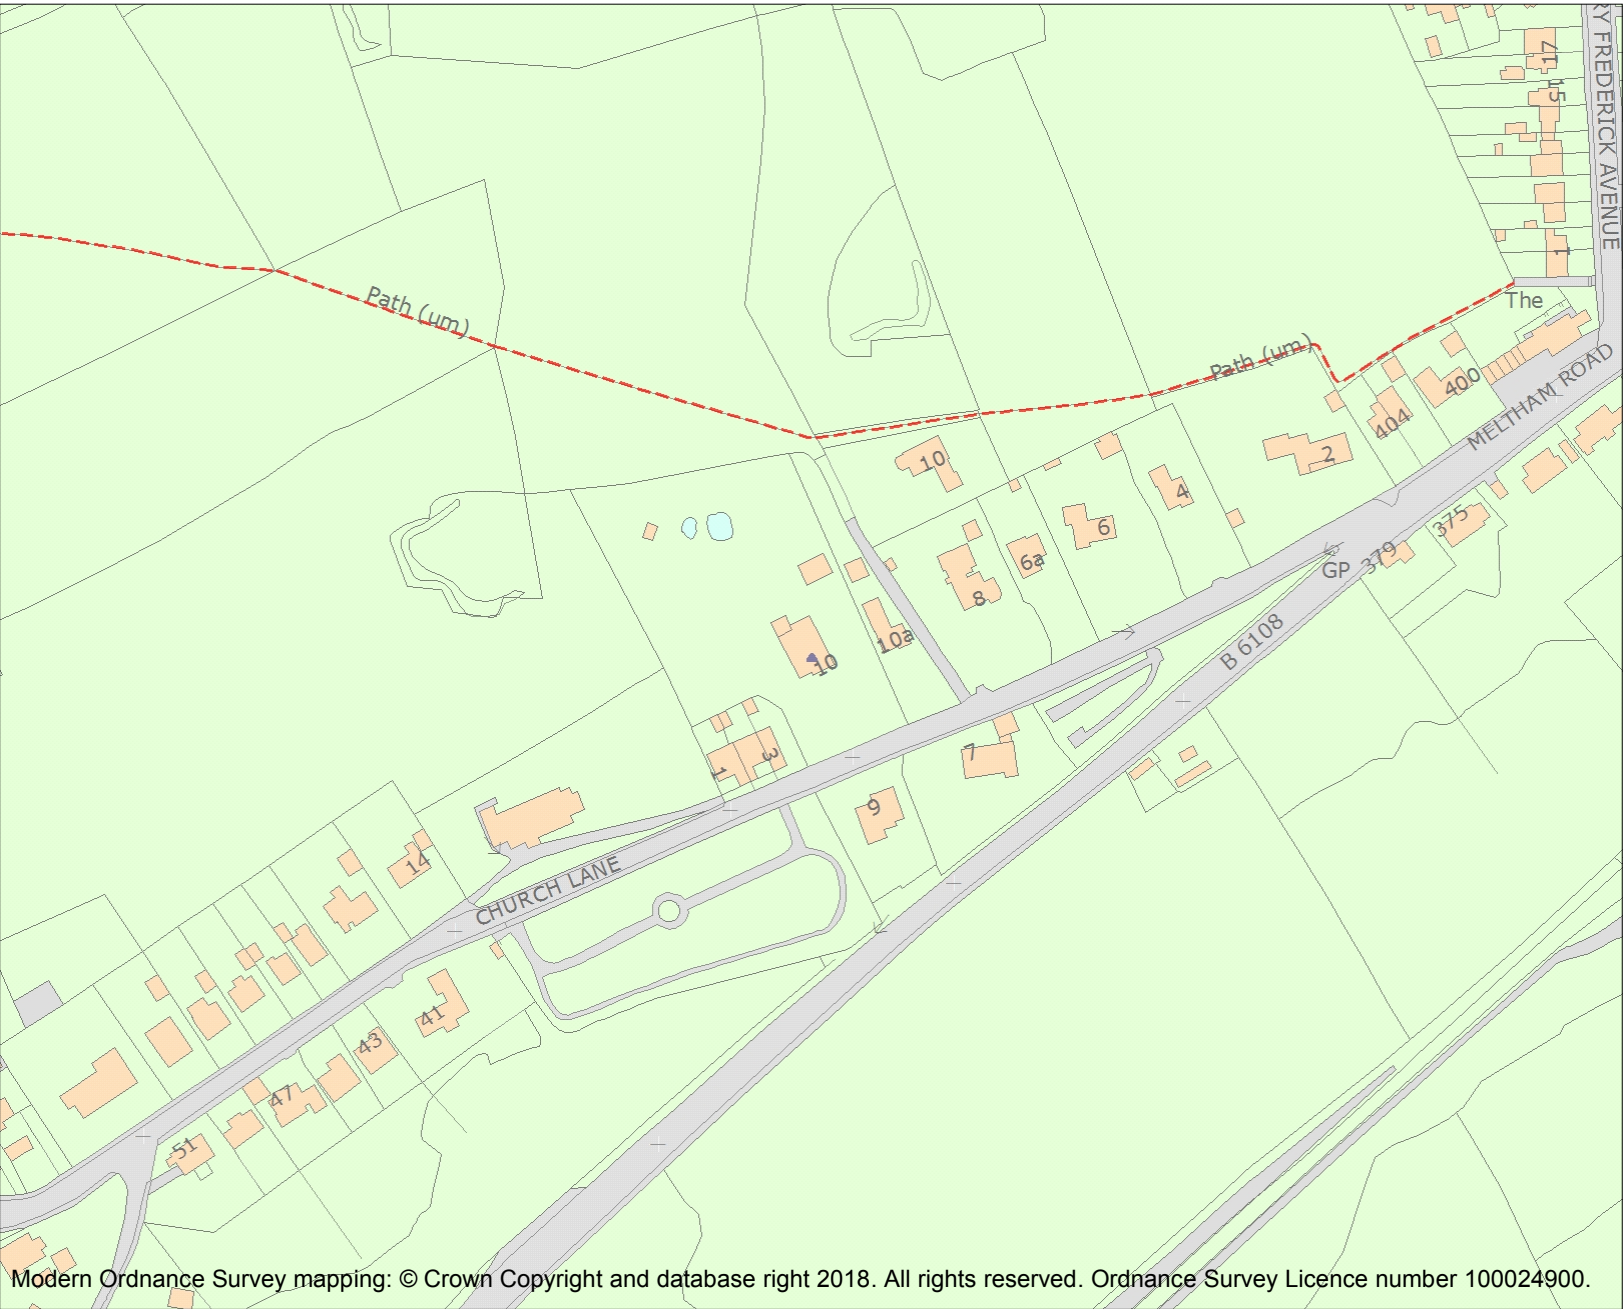 17
15
RY FREDERICK AVENUE
1
The
Path (um)
Path (um)
MELTHAM ROAD
400
404
2
10
4
6
6a
8
375
379
GP
B 6108
10a
10
3
1
7
9
14
CHURCH LANE
41
43
47
51
Modern Ordnance Survey mapping: © Crown Copyright and database right 2018. All rights reserved. Ordnance Survey Licence number 100024900.